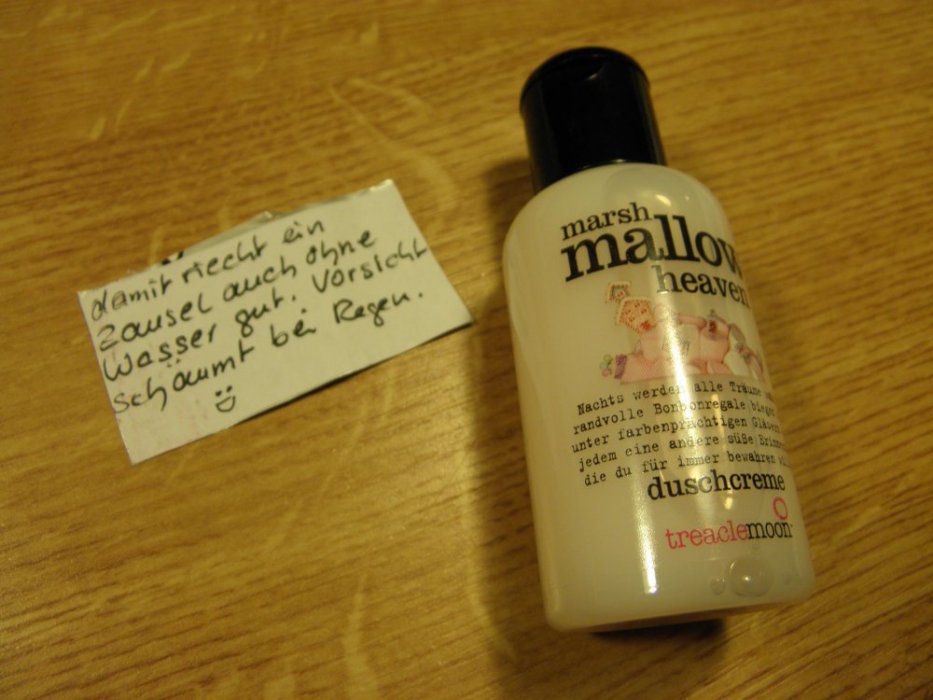 damit riecht ein
Zausel auch ohne
Wasser gut. Vorsicht
schäumt bei Regen.
marsh
mallow
heaven
Nachts werden alle Träume
randvolle Bonbonregale
unter farbenprächtigen Gläsern
jedem eine andere süße
die du für immer bewahren
duschcreme
treaclemoon